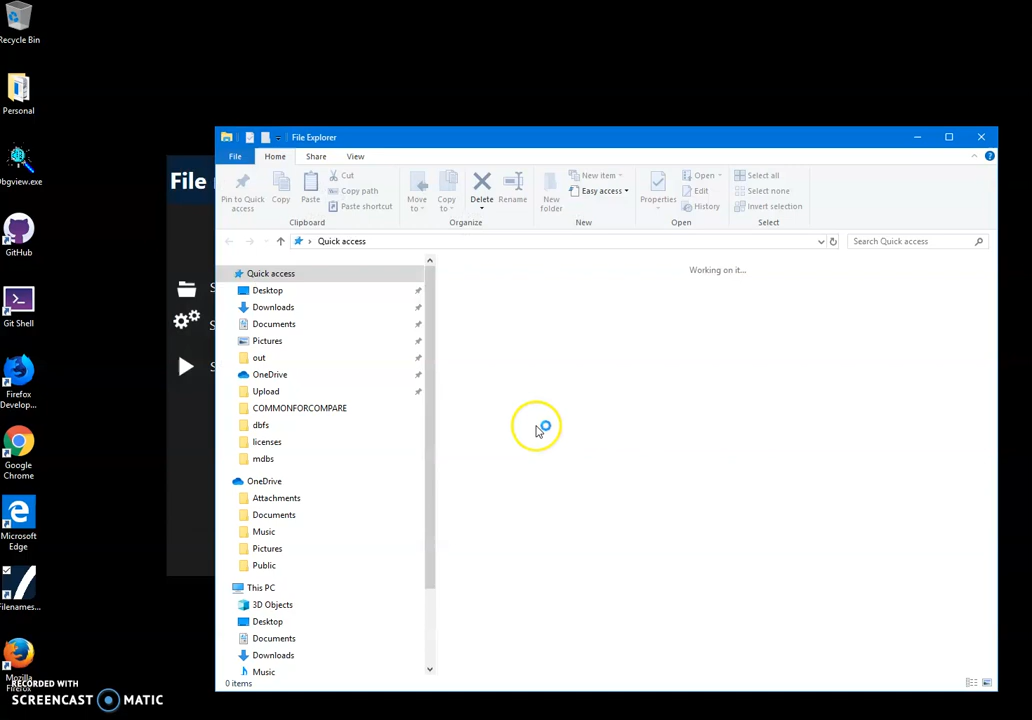 Recycle Bin
Personal
Dbgview.exe
GitHub
Git Shell
Firefox
Develop...
Google
Chrome
Microsoft
Edge
Filenames...
Mozilla
Firefox
RECORDED WITH
SCREENCAST MATIC
File
File Explorer
File Home Share View
Pin to Quick
access
Copy
Paste
Cut
Copy path
Paste shortcut
Clipboard
Move
to
Copy
to
Delete
Rename
Organize
New
folder
New item
Easy access
New
Properties
Open
Edit
History
Open
Select all
Select none
Invert selection
Select
Quick access
Search Quick access
Quick access
Desktop
Downloads
Documents
Pictures
out
OneDrive
Upload
COMMONFORCOMPARE
dbfs
licenses
mdbs
OneDrive
Attachments
Documents
Music
Pictures
Public
This PC
3D Objects
Desktop
Documents
Downloads
Music
Working on it...
0 items